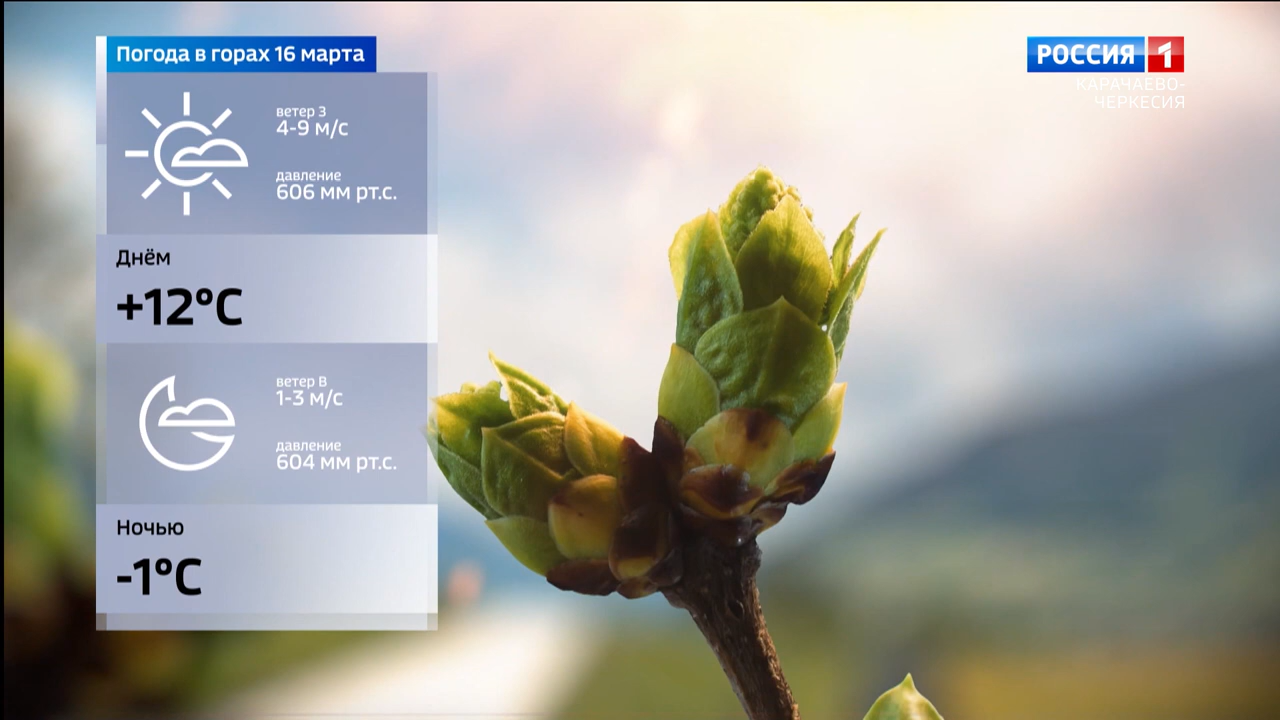 Погода в горах 16 марта
РОССИЯ 1
КАРАЧАЕВО-
ЧЕРКЕСИЯ
ветер З
4-9 м/с
давление
606 мм рт.с.
Днём
+12°C
ветер В
1-3 м/с
давление
604 мм рт.с.
Ночью
-1°C